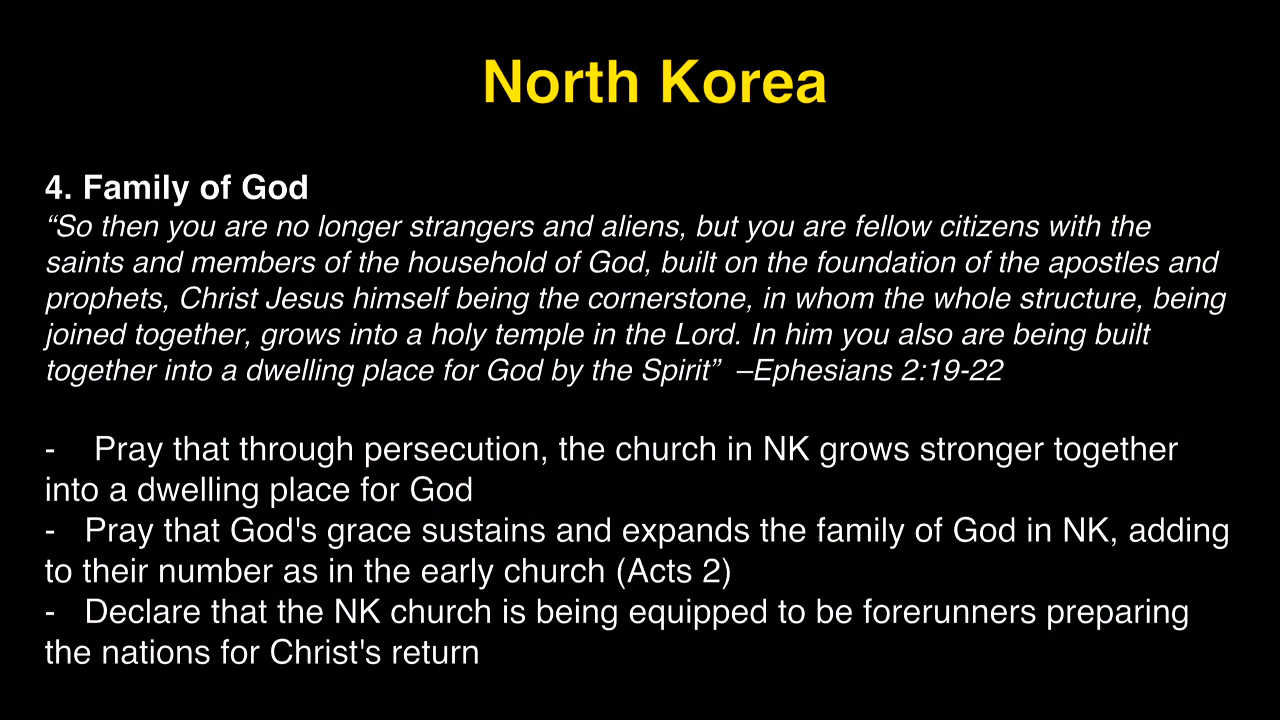 North Korea
4. Family of God
“So then you are no longer strangers and aliens, but you are fellow citizens with the
saints and members of the household of God, built on the foundation of the apostles and
prophets, Christ Jesus himself being the cornerstone, in whom the whole structure, being
joined together, grows into a holy temple in the Lord. In him you also are being built
together into a dwelling place for God by the Spirit” –Ephesians 2:19-22
- Pray that through persecution, the church in NK grows stronger together
into a dwelling place for God
- Pray that God's grace sustains and expands the family of God in NK, adding
to their number as in the early church (Acts 2)
- Declare that the NK church is being equipped to be forerunners preparing
the nations for Christ's return